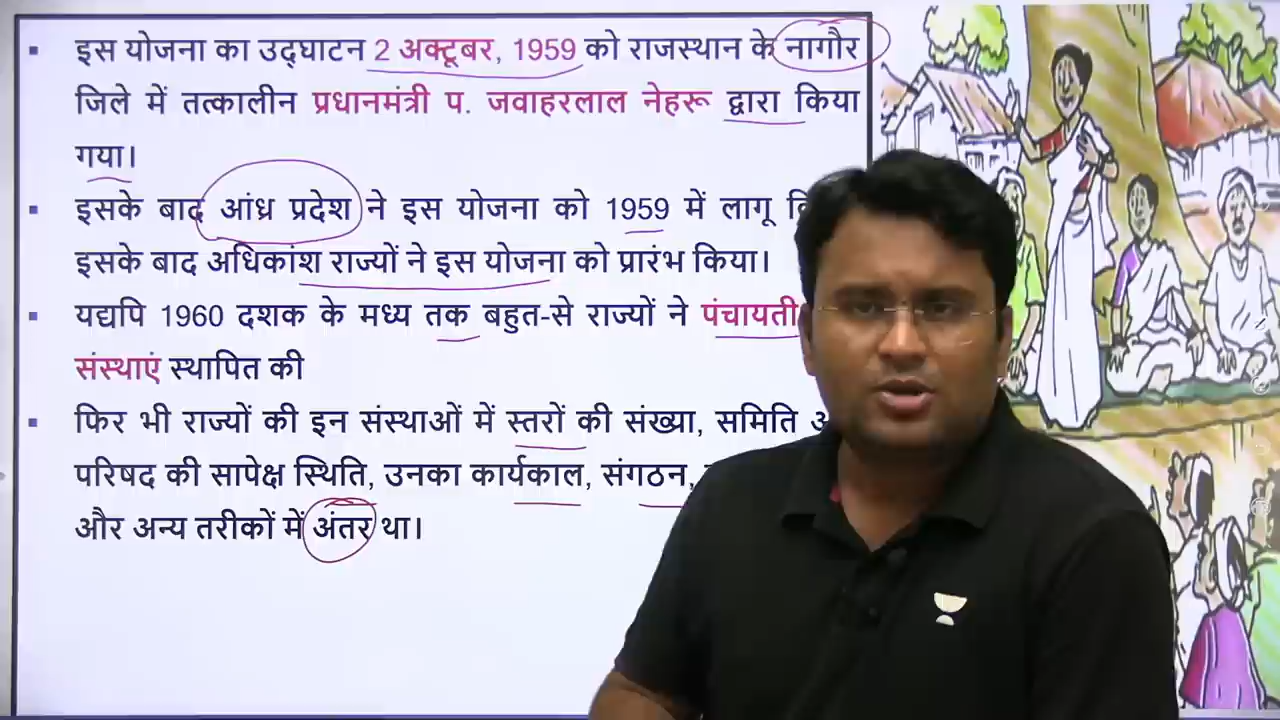 इस योजना का उद्घाटन 2 अक्टूबर, 1959 को राजस्थान के नागौर
जिले में तत्कालीन प्रधानमंत्री प. जवाहरलाल नेहरू द्वारा किया
गया।
इसके बाद आंध्र प्रदेश ने इस योजना को 1959 में लागू
इसके बाद अधिकांश राज्यों ने इस योजना को प्रारंभ किया।
यद्यपि 1960 दशक के मध्य तक बहुत-से राज्यों ने पंचायती
संस्थाएं स्थापित की
फिर भी राज्यों की इन संस्थाओं में स्तरों की संख्या, समिति
परिषद की सापेक्ष स्थिति, उनका कार्यकाल, संगठन,
और अन्य तरीकों में अंतर था।